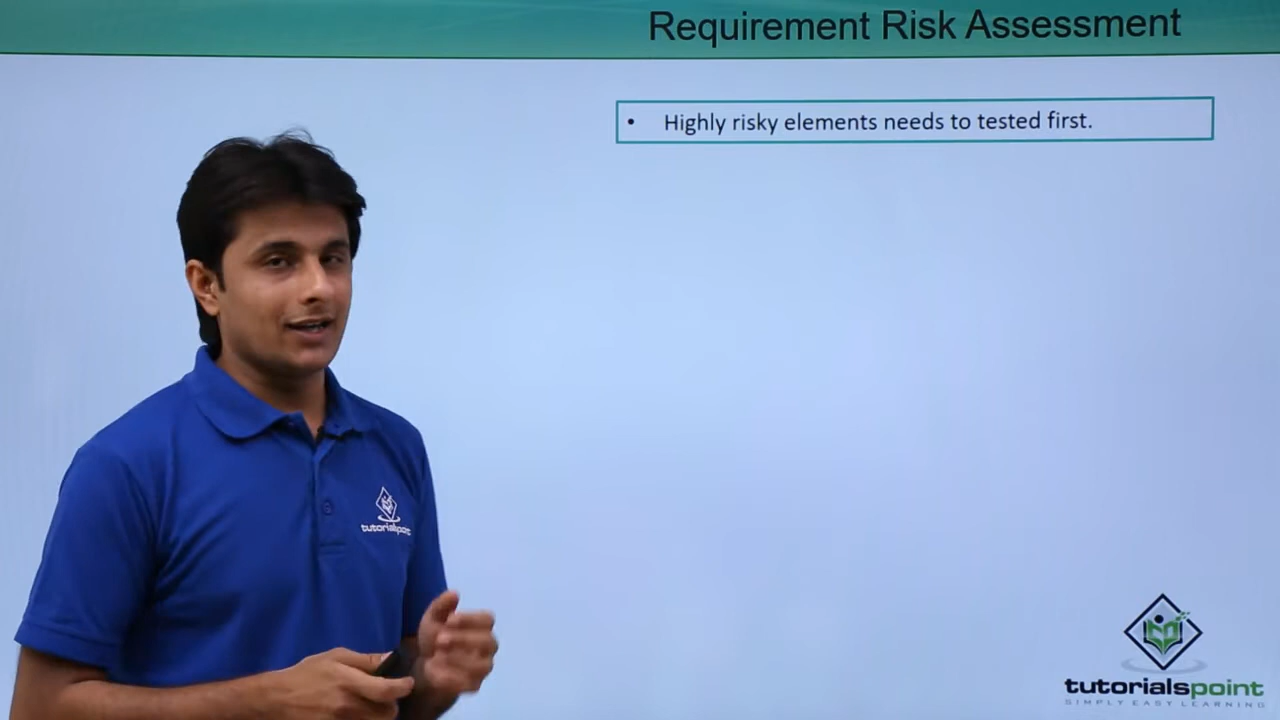 Requirement Risk Assessment
• Highly risky elements needs to tested first.
tutorialspoint
tutorialspoint
SIMPLY EASY LEARNING